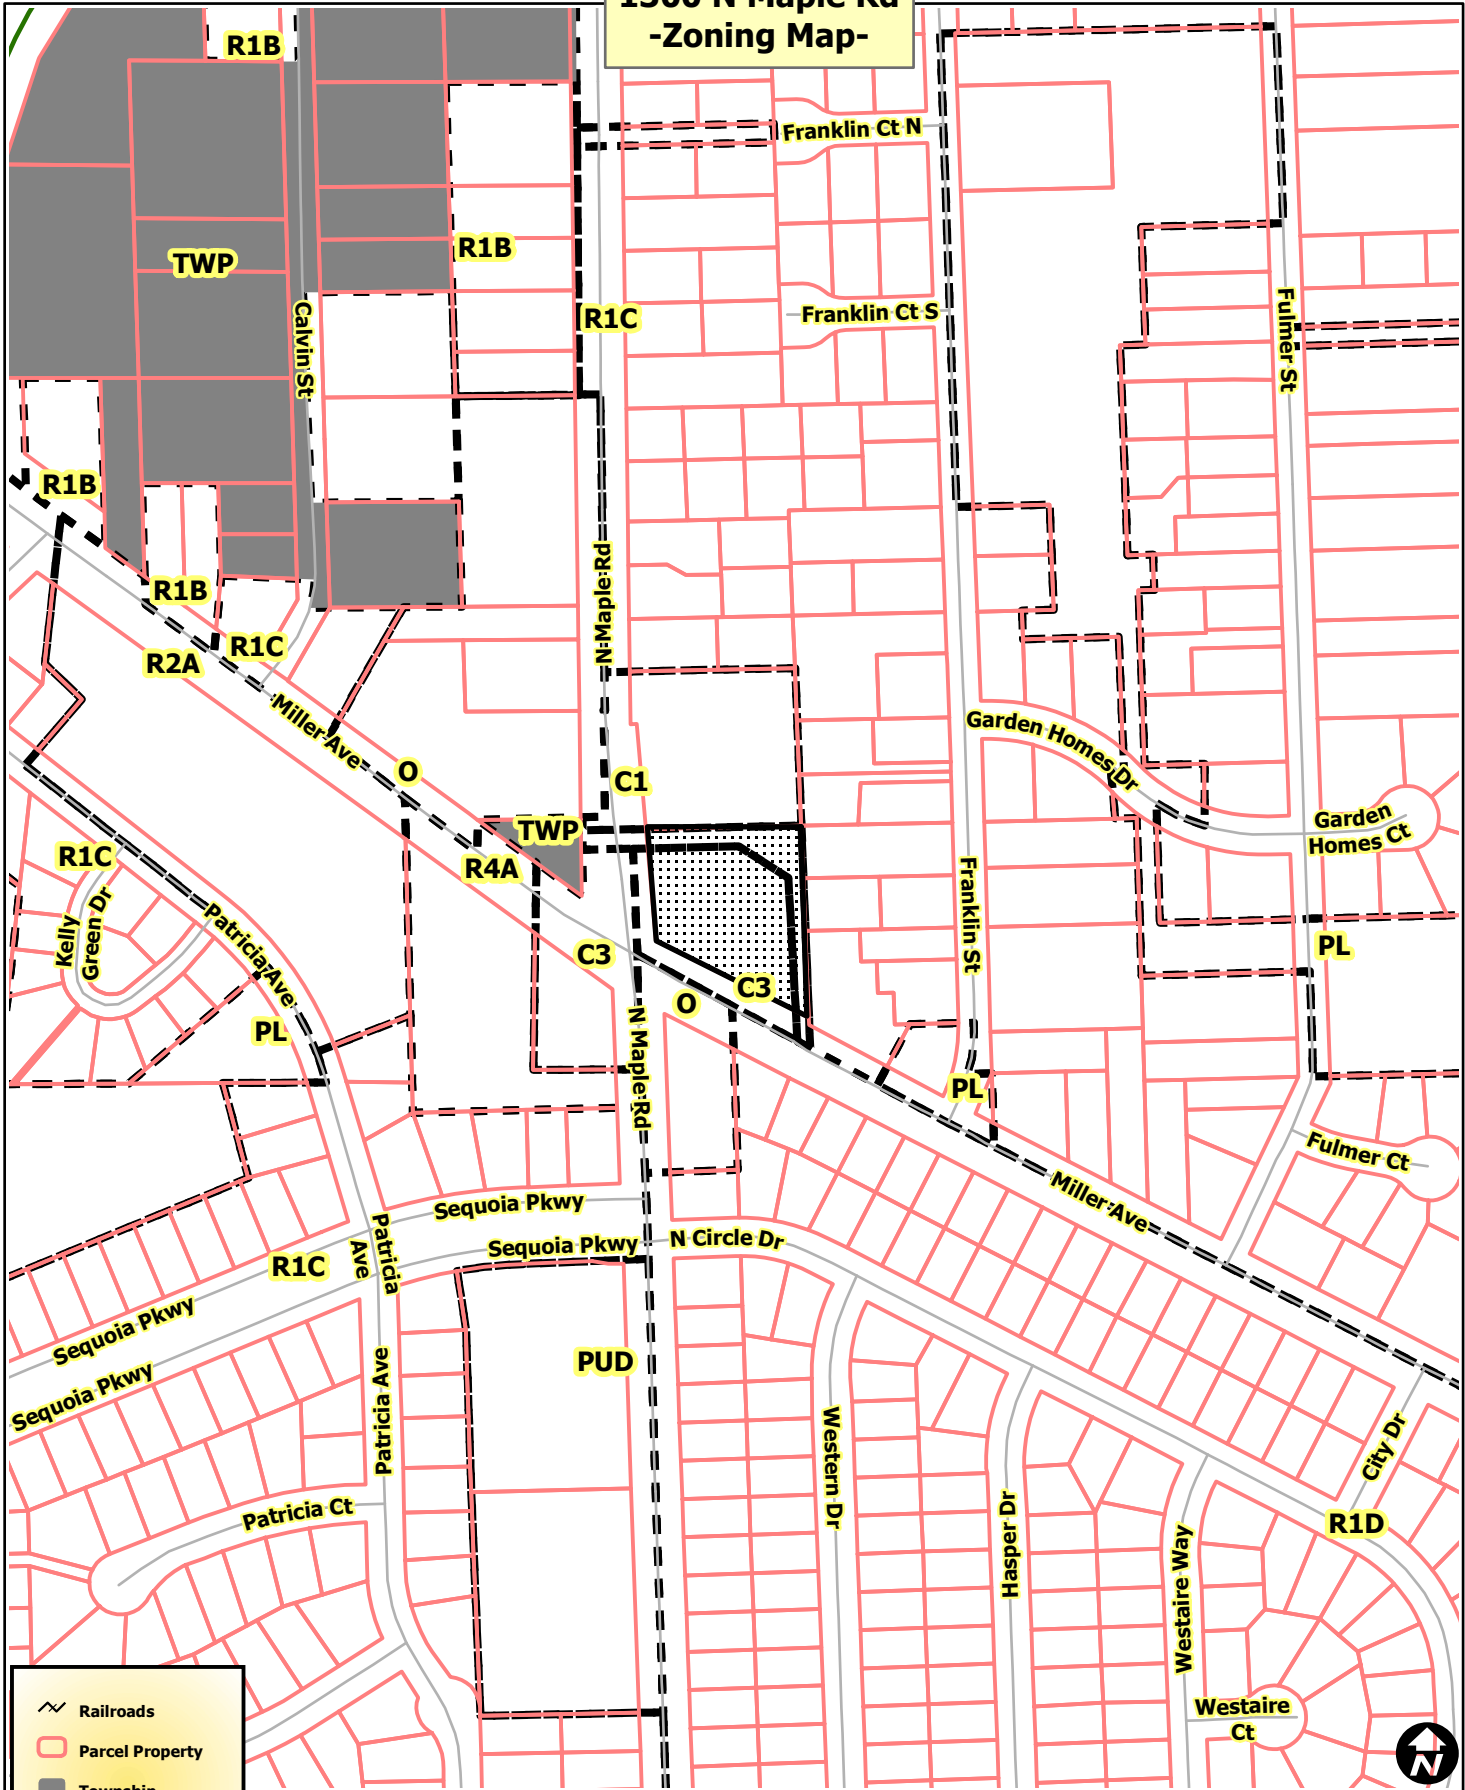 -Zoning Map-
R1B
Franklin Ct N
TWP
R1B
R1C
Franklin Ct S
Calvin St
Fulmer St
R1B
R1B
N Maple Rd
R1C
R2A
Miller Ave
Garden Homes Dr
O
C1
TWP
Garden
Homes Ct
R1C
R4A
Franklin St
Kelly
Green Dr
Patricia Ave
C3
PL
C3
O
PL
N Maple Rd
PL
Fulmer Ct
Miller Ave
Sequoia Pkwy
Sequoia Pkwy
N Circle Dr
Patricia
Ave
R1C
Sequoia Pkwy
PUD
Sequoia Pkwy
Patricia Ave
Western Dr
City Dr
Patricia Ct
Hasper Dr
R1D
Westaire Way
Westaire
Ct
Railroads
Parcel Property
N